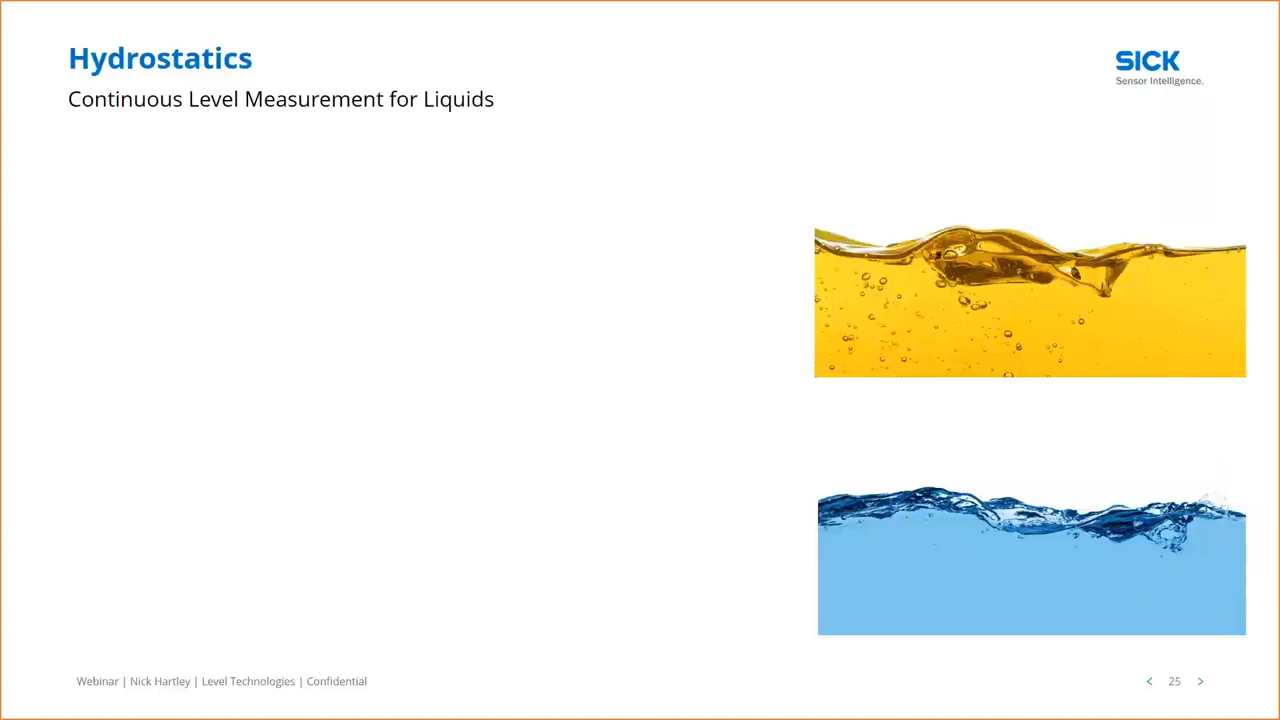 Hydrostatics
Continuous Level Measurement for Liquids
SICK
Sensor Intelligence.
Webinar | Nick Hartley | Level Technologies | Confidential
< 25 >